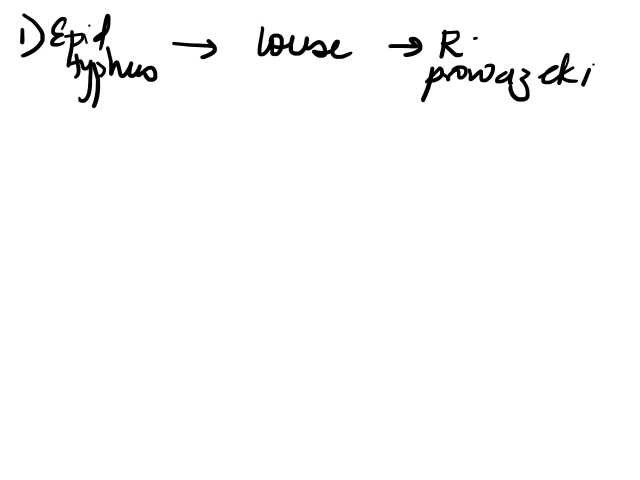 1) Epid typhus → louse → R. prowazeki